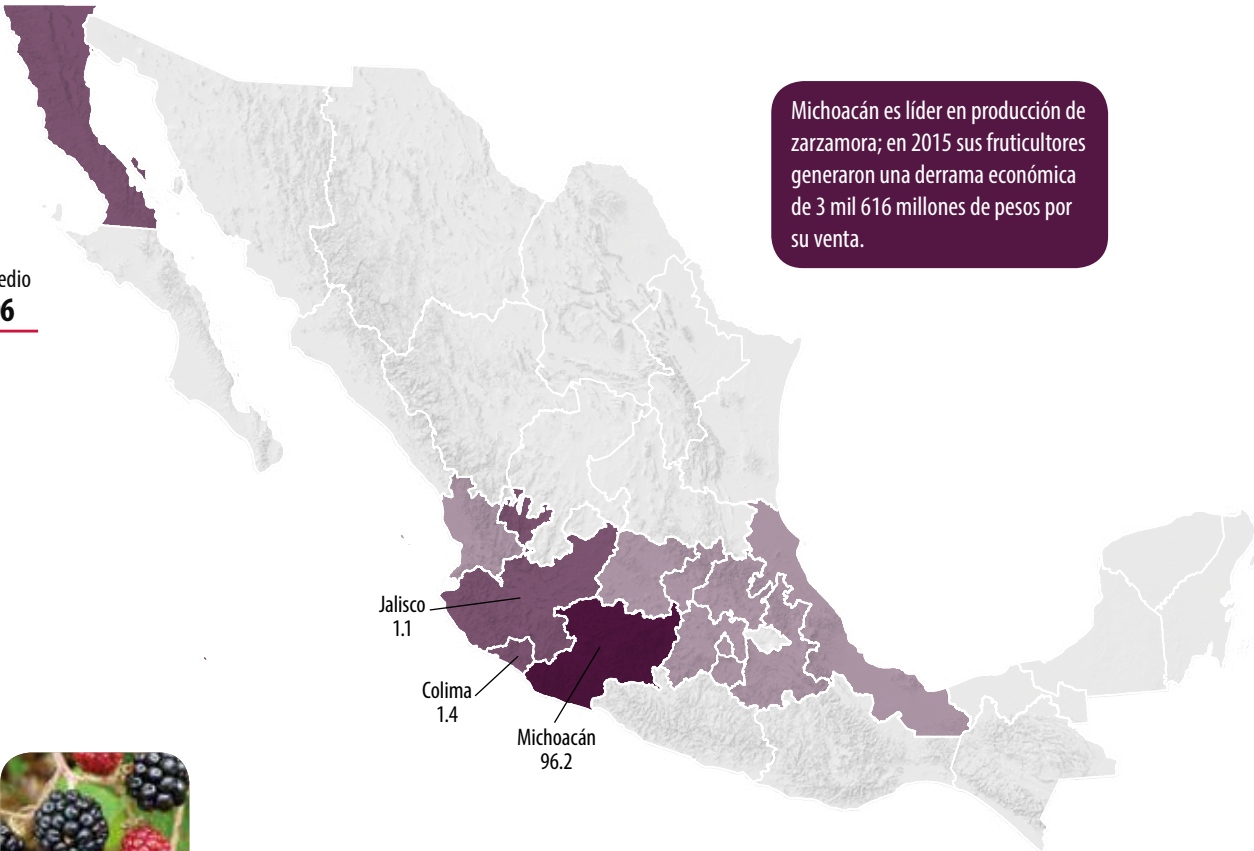 Michoacán es líder en producción de
zarzamora; en 2015 sus fruticultores
generaron una derrama económica
de 3 mil 616 millones de pesos por
su venta.
edio
6
Jalisco
1.1
Colima
1.4
Michoacán
96.2